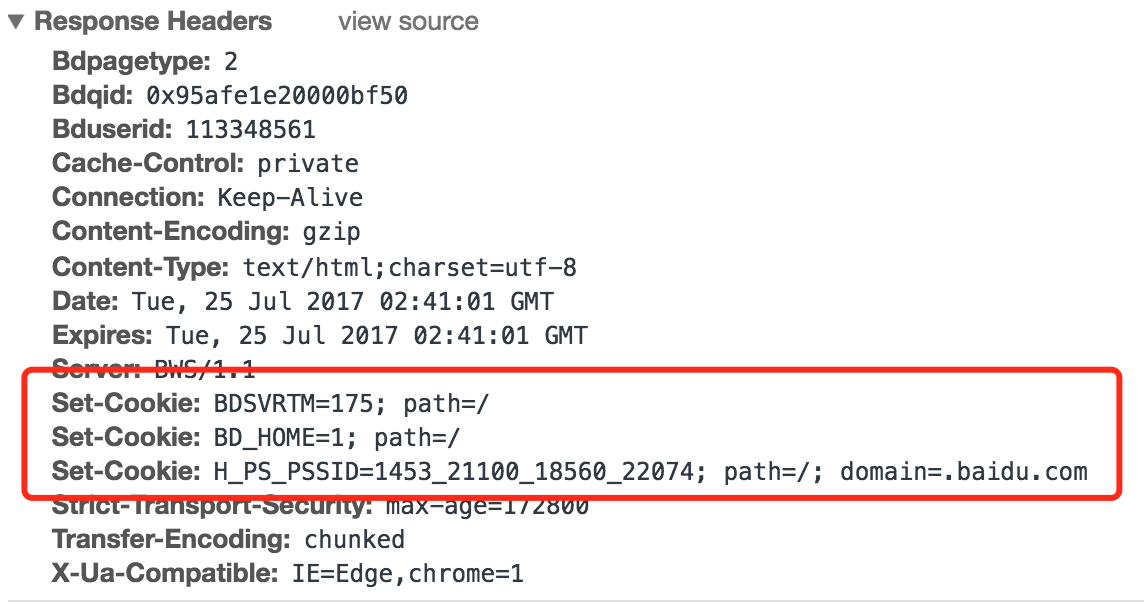 ▼ Response Headers view source
Bdpagetype: 2
Bdqid: 0x95afe1e20000bf50
Bduserid: 113348561
Cache-Control: private
Connection: Keep-Alive
Content-Encoding: gzip
Content-Type: text/html;charset=utf-8
Date: Tue, 25 Jul 2017 02:41:01 GMT
Expires: Tue, 25 Jul 2017 02:41:01 GMT
Server: BWS/1.1
Set-Cookie: BDSVRTM=175; path=/
Set-Cookie: BD_HOME=1; path=/
Set-Cookie: H_PS_PSSID=1453_21100_18560_22074; path=/; domain=.baidu.com
Strict-Transport-Security: max-age=172800
Transfer-Encoding: chunked
X-Ua-Compatible: IE=Edge,chrome=1